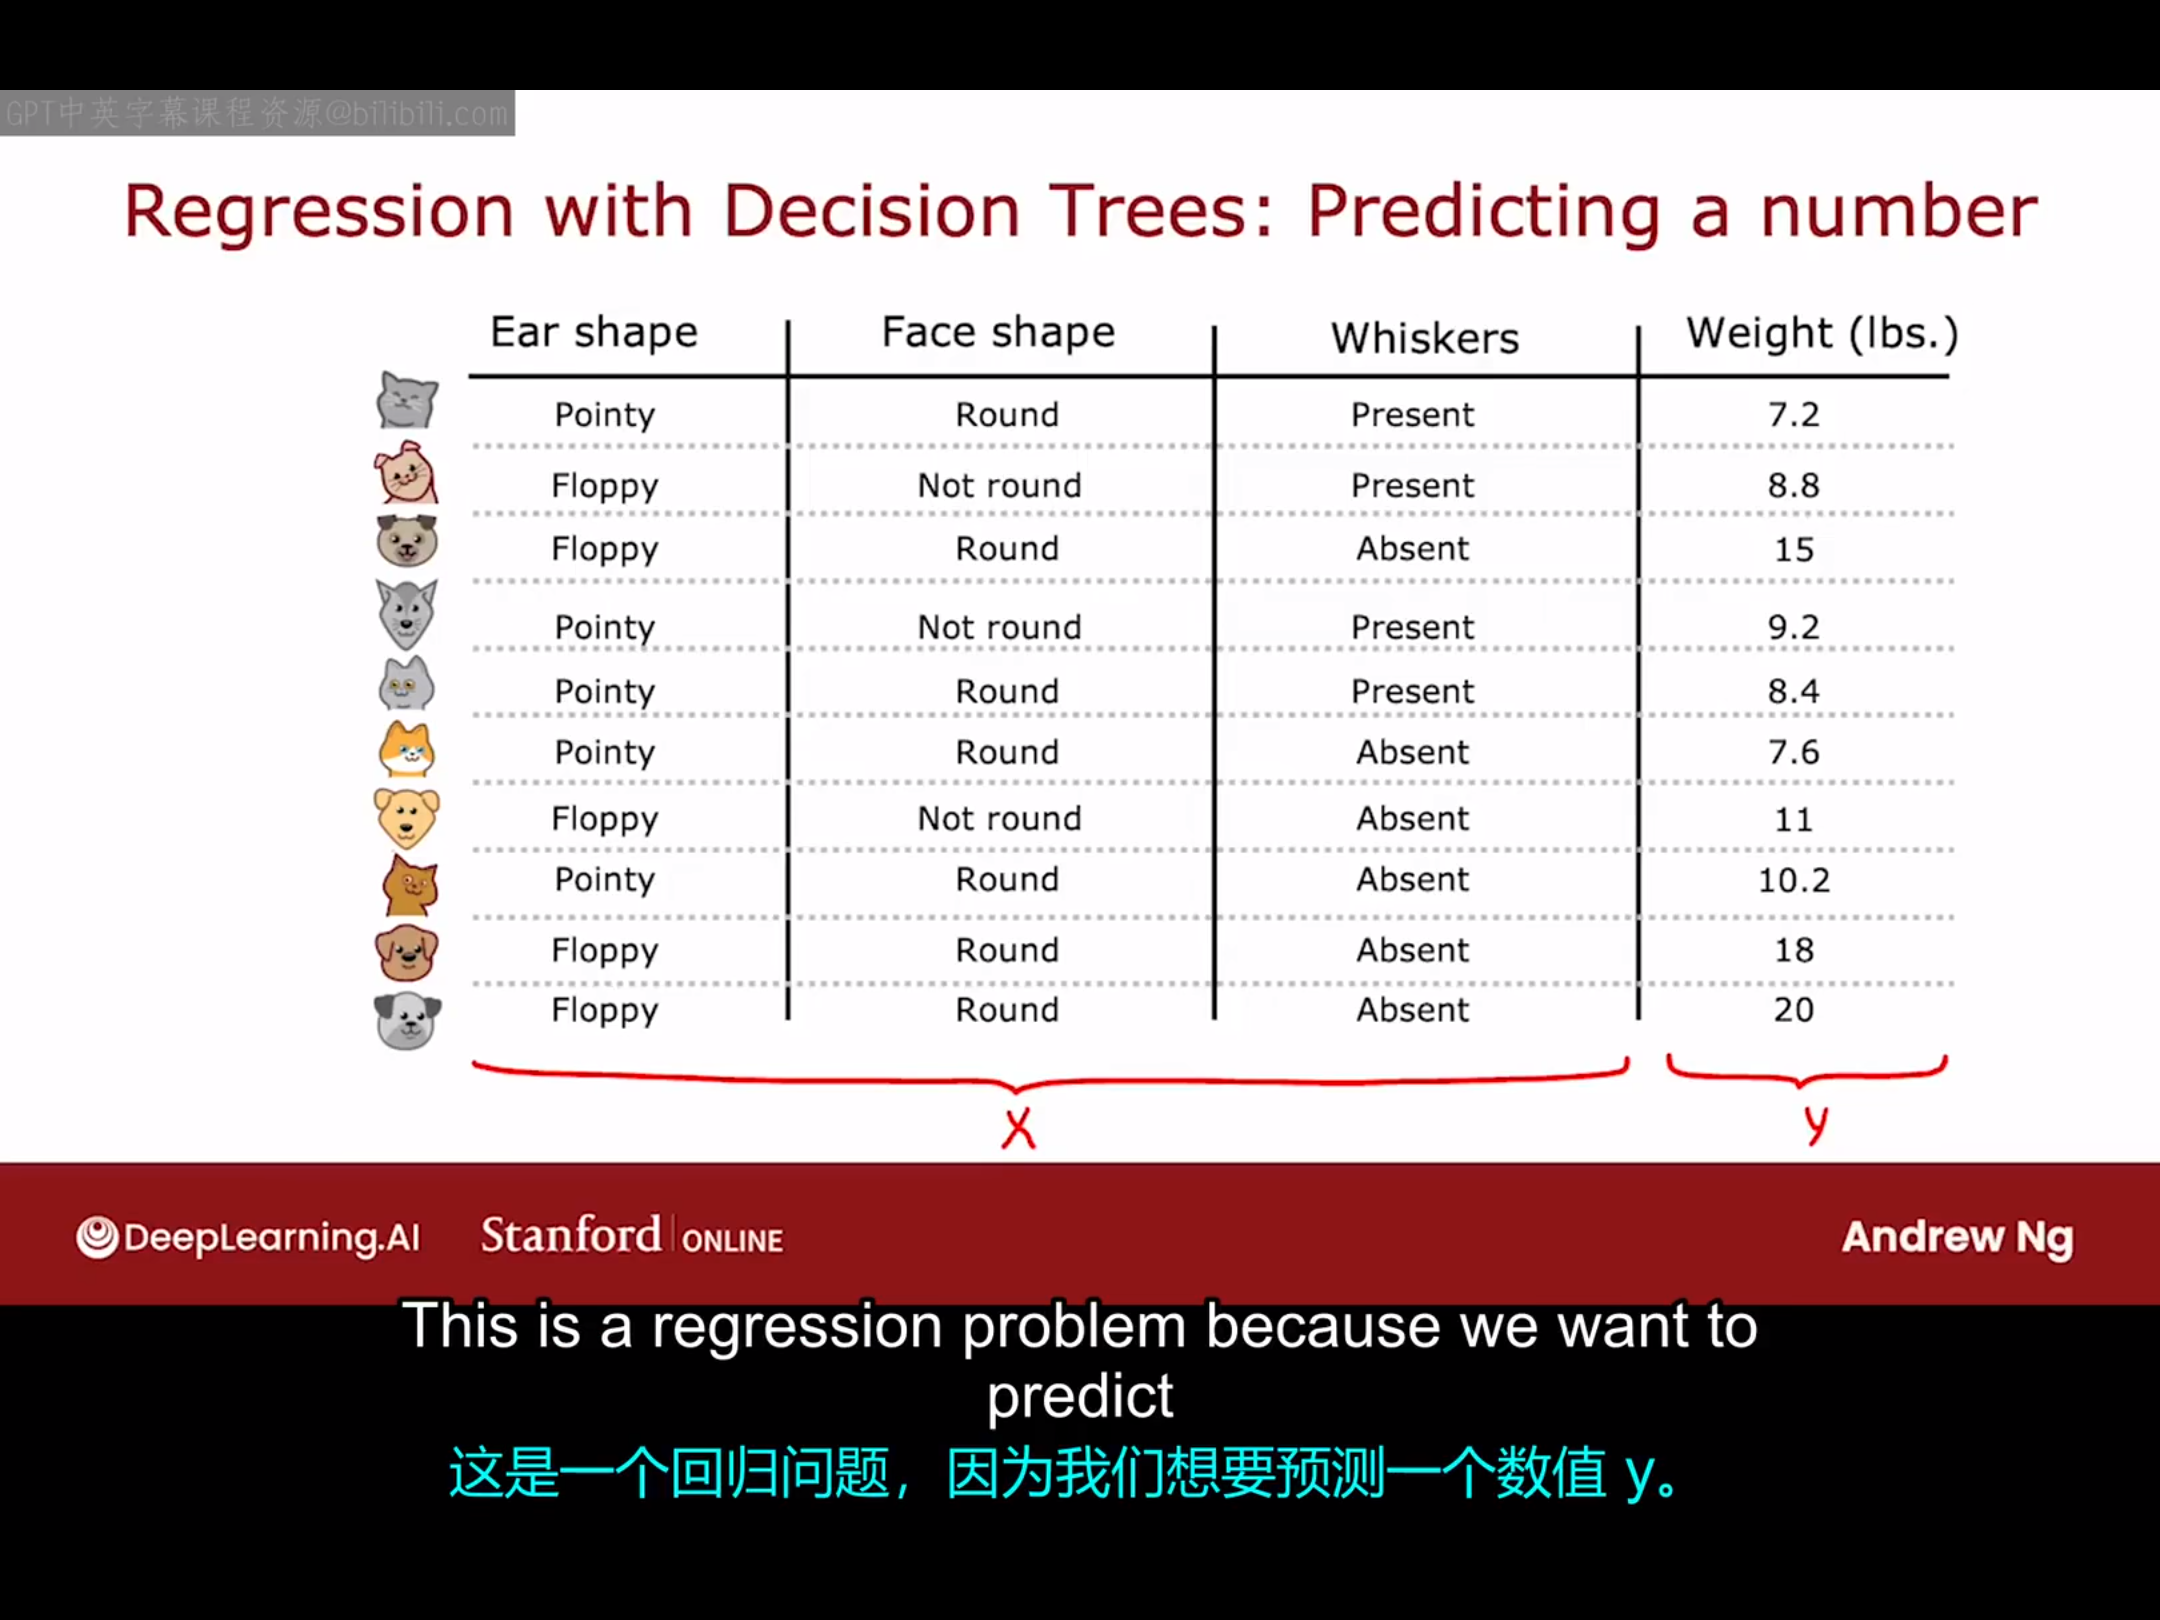 GPT中英字幕课程资源@bilibili.com
Regression with Decision Trees: Predicting a number
Ear shape Face shape Whiskers Weight (lbs.)
Pointy Round Present 7.2
Floppy Not round Present 8.8
Floppy Round Absent 15
Pointy Not round Present 9.2
Pointy Round Present 8.4
Pointy Round Absent 7.6
Floppy Not round Absent 11
Pointy Round Absent 10.2
Floppy Round Absent 18
Floppy Round Absent 20
X y
DeepLearning.AI Stanford ONLINE Andrew Ng
This is a regression problem because we want to
predict
这是一个回归问题，因为我们想要预测一个数值 y。